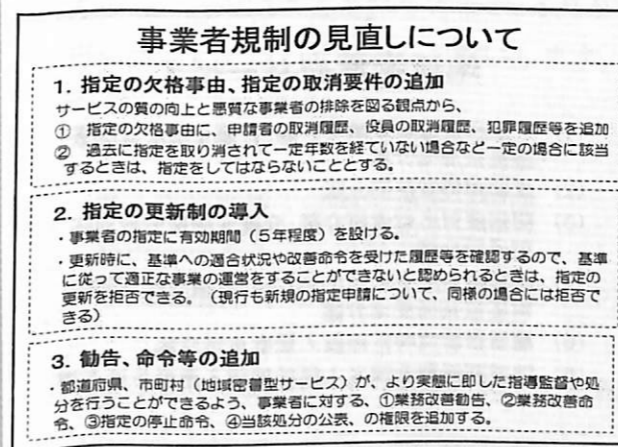 事業者規制の見直しについて
1. 指定の欠格事由、指定の取消要件の追加
サービスの質の向上と悪質な事業者の排除を図る観点から、
① 指定の欠格事由に、申請者の取消履歴、役員の取消履歴、犯罪履歴等を追加
② 過去に指定を取り消されて一定年数を経ていない場合など一定の場合に該当
するときは、指定をしてはならないこととする。
2. 指定の更新制の導入
・事業者の指定に有効期間（５年程度）を設ける。
・更新時に、基準への適合状況や改善命令を受けた履歴等を確認するので、基準
に従って適正な事業の運営をすることができないと認められるときは、指定の
更新を拒否できる。（現行も新規の指定申請について、同様の場合には拒否で
きる）
3. 勧告、命令等の追加
・都道府県、市町村（地域密着型サービス）が、より実態に即した指導監督や処
分を行うことができるよう、事業者に対する、①業務改善勧告、②業務改善命
令、③指定の停止命令、④当該処分の公表、の権限を追加する。